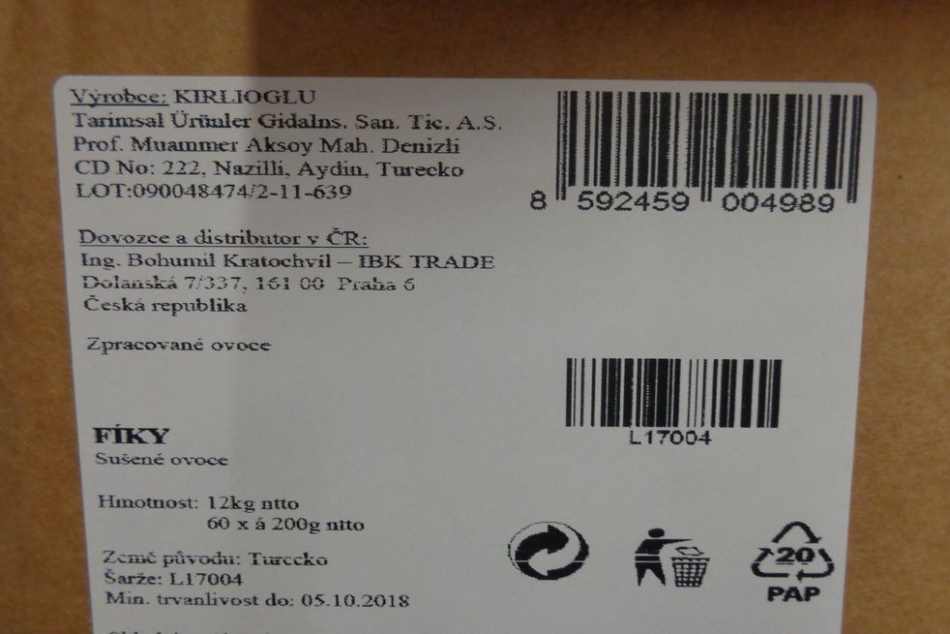 Výrobce: KIRLIOGLU
Tarimsal Ürünler Gidalns. San. Tic. A.S.
Prof. Muammer Aksoy Mah. Denizli
CD No: 222, Nazilli, Aydin, Turecko
LOT:090048474/2-11-639
8 592459 004989
Dovozce a distributor v ČR:
Ing. Bohumil Kratochvíl – IBK TRADE
Dolanská 7/337, 161 00 Praha 6
Česká republika
Zpracované ovoce
L17004
FÍKY
Sušené ovoce
Hmotnost: 12kg ntto
60 x á 200g ntto
Země původu: Turecko
Šarže: L17004
Min. trvanlivost do: 05.10.2018
20
PAP